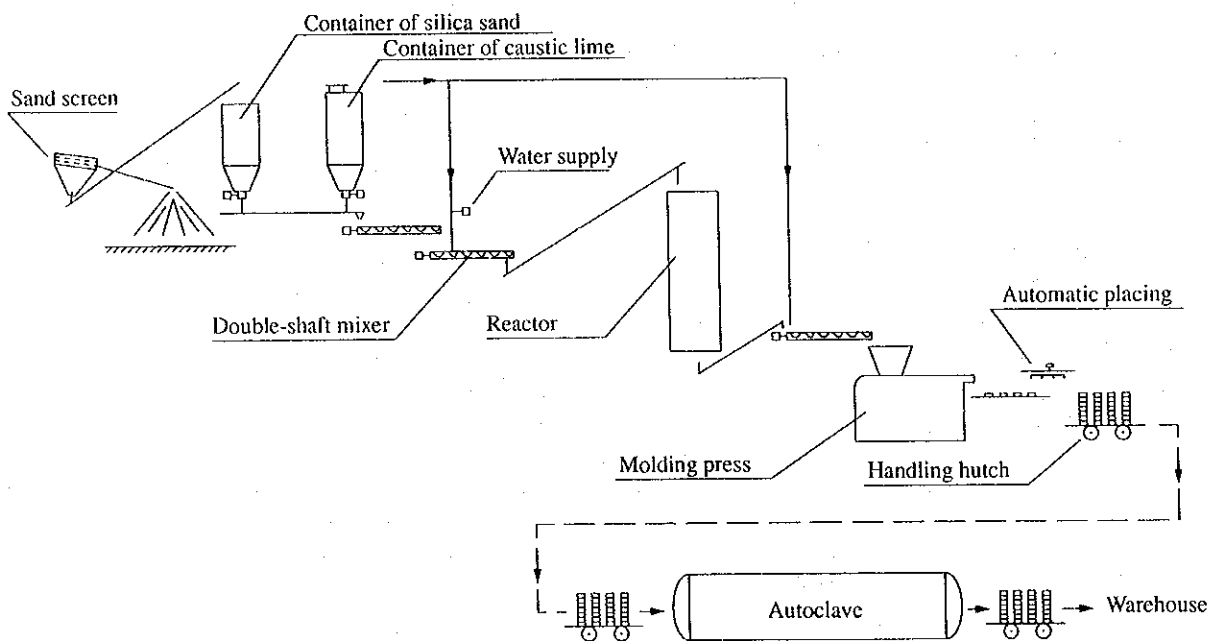 Container of silica sand
Container of caustic lime
Sand screen
Water supply
Double-shaft mixer
Reactor
Automatic placing
Molding press
Handling hutch
Autoclave
Warehouse